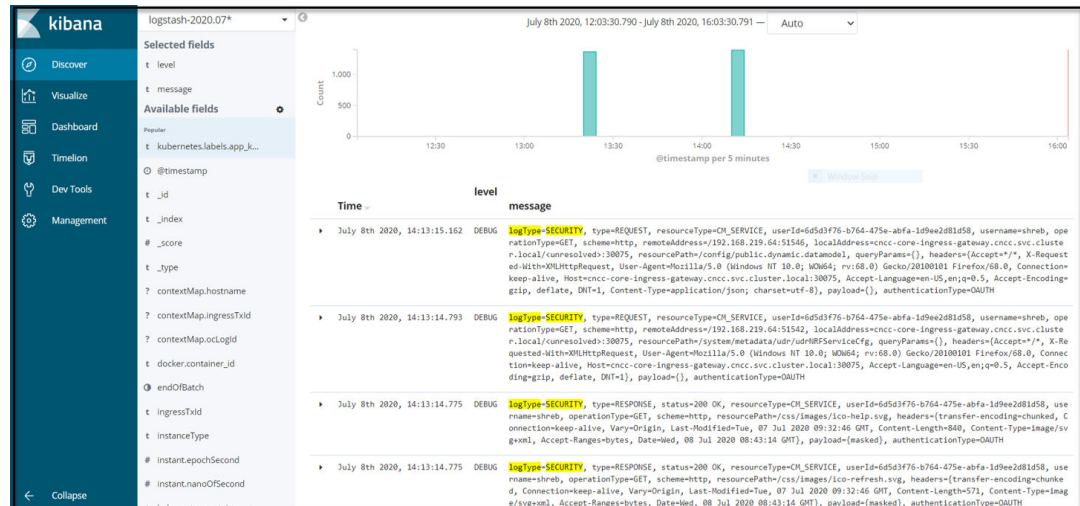 kibana
Discover
Visualize
Dashboard
Timelion
Dev Tools
Management
Collapse
logstash-2020.07*
Selected fields
t level
t message
Available fields
Popular
t kubernetes.labels.app_k...
@timestamp
t _id
t _index
# _score
t _type
? contextMap.hostname
? contextMap.ingressTxId
? contextMap.ocLogId
t docker.container_id
endOfBatch
t ingressTxId
t instanceType
# instant.epochSecond
# instant.nanoOfSecond
July 8th 2020, 12:03:30.790 - July 8th 2020, 16:03:30.791 — Auto
Count
1,000
500
0
12:30 13:00 13:30 14:00 14:30 15:00 15:30 16:00
@timestamp per 5 minutes
Window Snip
Time level message
July 8th 2020, 14:13:15.162 DEBUG logType=SECURITY, type=REQUEST, resourceType=CM_SERVICE, userId=6d5d3f76-b764-475e-abfa-1d9ee2d81d58, username=shreb, ope
rationType=GET, scheme=http, remoteAddress=/192.168.219.64:51546, localAddress=cncc-core-ingress-gateway.cncc.svc.cluste
r.local/<unresolved>:30075, resourcePath=/config/public.dynamic.datamodel, queryParams={}, headers={Accept=*/*, X-Request
ed-With=XMLHttpRequest, User-Agent=Mozilla/5.0 (Windows NT 10.0; WOW64; rv:68.0) Gecko/20100101 Firefox/68.0, Connection=
keep-alive, Host=cncc-core-ingress-gateway.cncc.svc.cluster.local:30075, Accept-Language=en-US,en;q=0.5, Accept-Encoding=
gzip, deflate, DNT=1, Content-Type=application/json; charset=utf-8}, payload={}, authenticationType=OAUTH
July 8th 2020, 14:13:14.793 DEBUG logType=SECURITY, type=REQUEST, resourceType=CM_SERVICE, userId=6d5d3f76-b764-475e-abfa-1d9ee2d81d58, username=shreb, ope
rationType=GET, scheme=http, remoteAddress=/192.168.219.64:51542, localAddress=cncc-core-ingress-gateway.cncc.svc.cluste
r.local/<unresolved>:30075, resourcePath=/system/metadata/udr/udrNRFServiceCfg, queryParams={}, headers={Accept=*/*, X-Re
quested-With=XMLHttpRequest, User-Agent=Mozilla/5.0 (Windows NT 10.0; WOW64; rv:68.0) Gecko/20100101 Firefox/68.0, Connec
tion=keep-alive, Host=cncc-core-ingress-gateway.cncc.svc.cluster.local:30075, Accept-Language=en-US,en;q=0.5, Accept-Enco
ding=gzip, deflate, DNT=1}, payload={}, authenticationType=OAUTH
July 8th 2020, 14:13:14.775 DEBUG logType=SECURITY, type=RESPONSE, status=200 OK, resourceType=CM_SERVICE, userId=6d5d3f76-b764-475e-abfa-1d9ee2d81d58, use
rname=shreb, operationType=GET, scheme=http, resourcePath=/css/images/ico-help.svg, headers={transfer-encoding=chunked, C
onnection=keep-alive, Vary=Origin, Last-Modified=Tue, 07 Jul 2020 09:32:46 GMT, Content-Length=840, Content-Type=image/sv
g+xml, Accept-Ranges=bytes, Date=Wed, 08 Jul 2020 08:43:14 GMT}, payload={masked}, authenticationType=OAUTH
July 8th 2020, 14:13:14.775 DEBUG logType=SECURITY, type=RESPONSE, status=200 OK, resourceType=CM_SERVICE, userId=6d5d3f76-b764-475e-abfa-1d9ee2d81d58, use
rname=shreb, operationType=GET, scheme=http, resourcePath=/css/images/ico-refresh.svg, headers={transfer-encoding=chunke
d, Connection=keep-alive, Vary=Origin, Last-Modified=Tue, 07 Jul 2020 09:32:46 GMT, Content-Length=571, Content-Type=imag
e/svg+xml, Accept-Ranges=bytes, Date=Wed, 08 Jul 2020 08:43:14 GMT}, payload={masked}, authenticationType=OAUTH